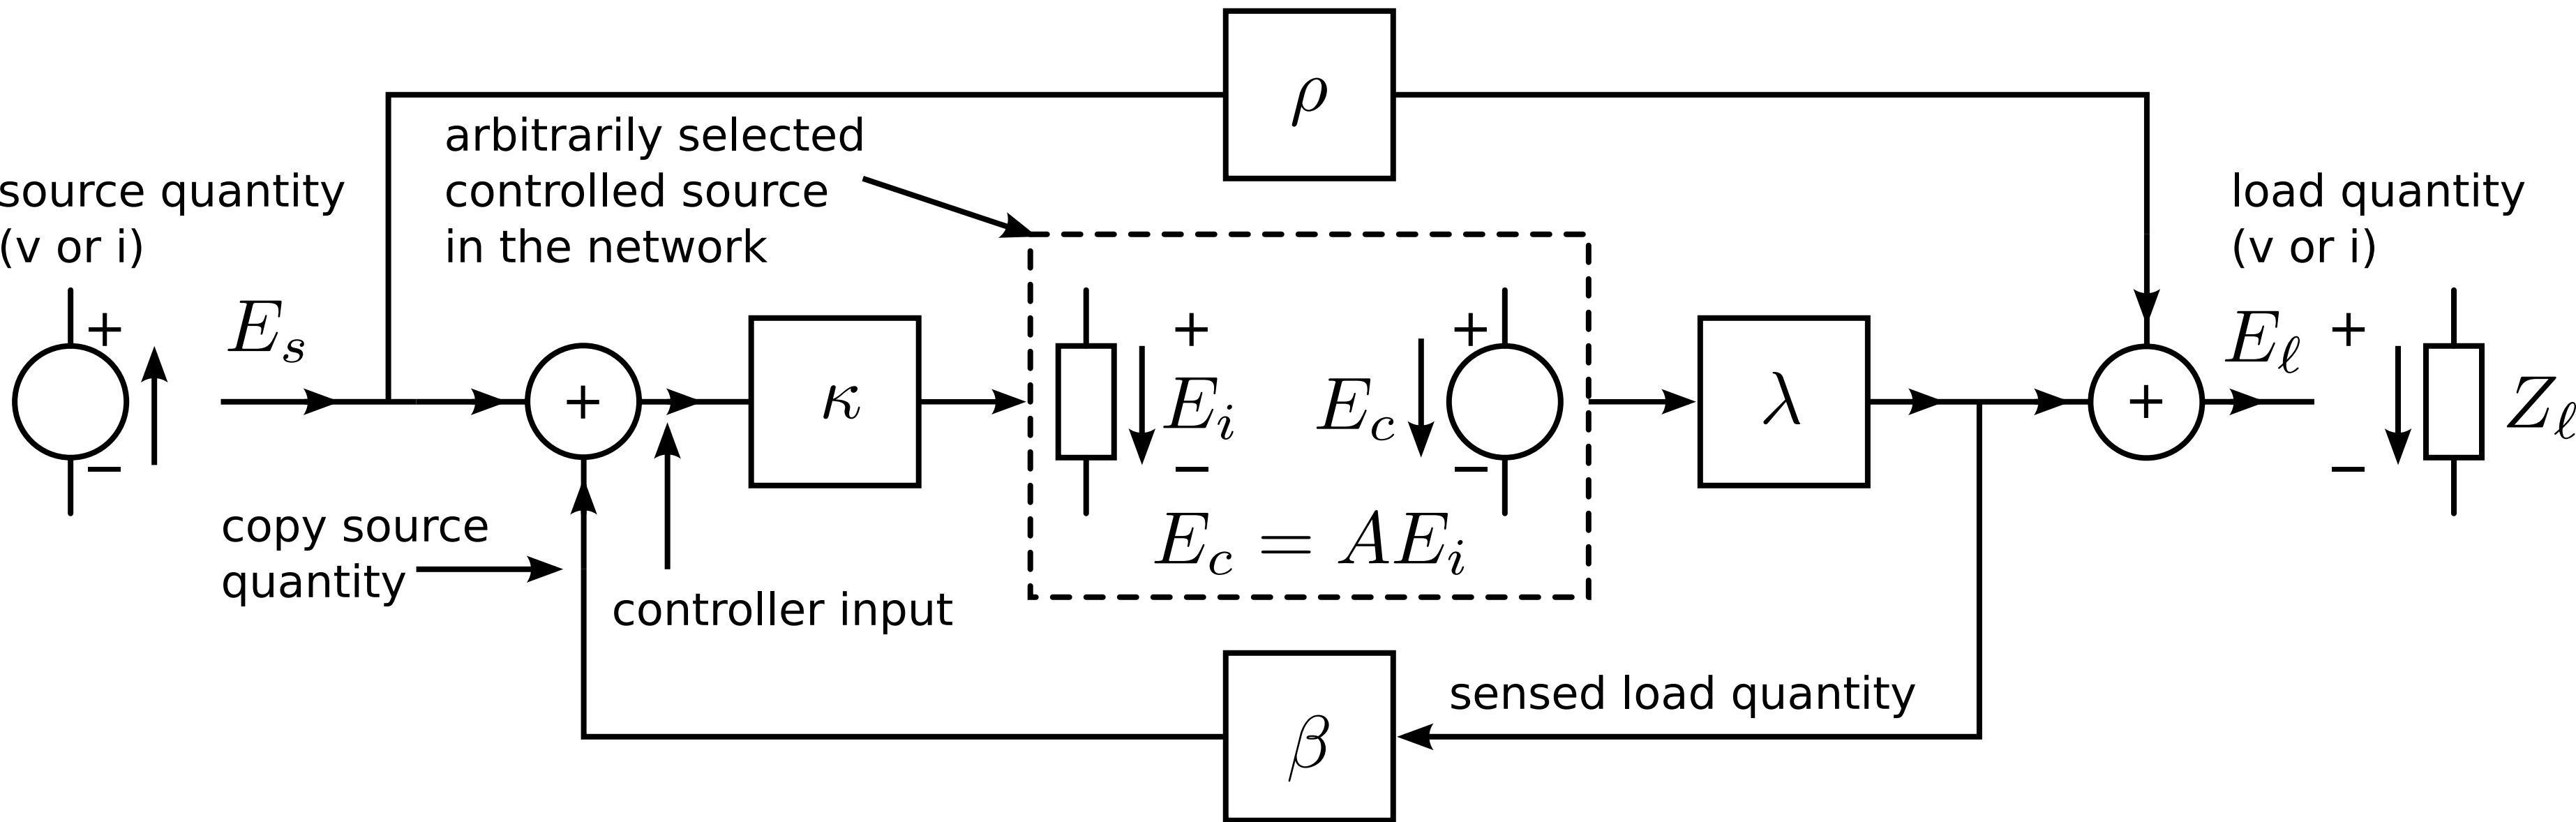 ρ
arbitrarily selected
controlled source
in the network
source quantity
(v or i)
load quantity
(v or i)
+
−
E_s
+
κ
+
E_i
−
E_c
+
−
E_c = AE_i
λ
+
E_ℓ
+
−
Z_ℓ
copy source
quantity
controller input
sensed load quantity
β